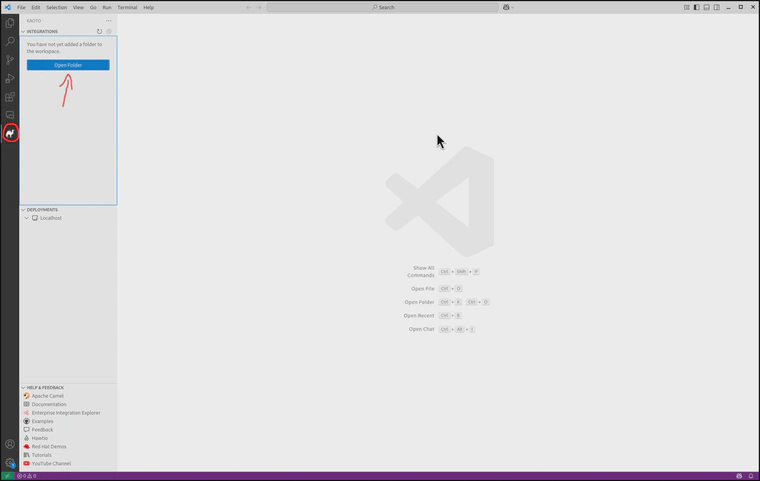 File Edit Selection View Go Run Terminal Help
Search
KAOTO
INTEGRATIONS
You have not yet added a folder to
the workspace.
Open Folder
DEPLOYMENTS
Localhost
Show All
Commands
Ctrl + Shift + P
Open File Ctrl + O
Open Folder Ctrl + K Ctrl + O
Open Recent Ctrl + R
Open Chat Ctrl + Alt + I
HELP & FEEDBACK
Apache Camel
Documentation
Enterprise Integration Explorer
Examples
Feedback
Hawtio
Red Hat Demos
Tutorials
YouTube Channel
0 0